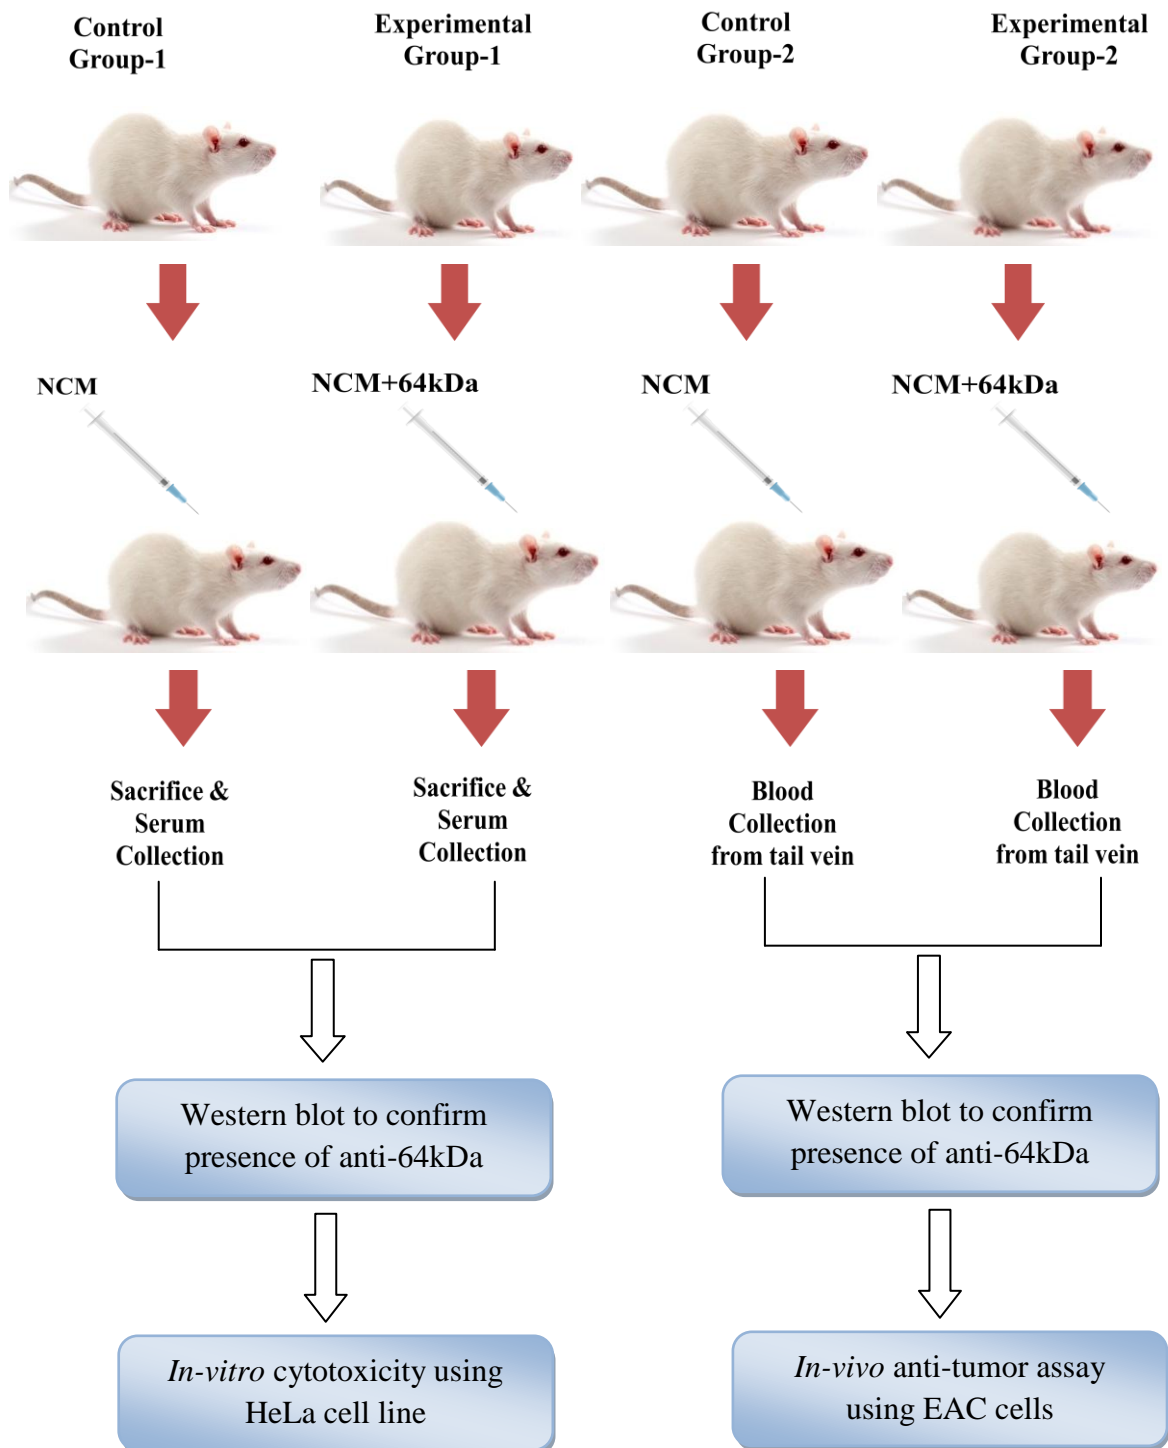 Control
Group-1
Experimental
Group-1
Control
Group-2
Experimental
Group-2
NCM
NCM+64kDa
NCM
NCM+64kDa
Sacrifice &
Serum
Collection
Sacrifice &
Serum
Collection
Blood
Collection
from tail vein
Blood
Collection
from tail vein
Western blot to confirm
presence of anti-64kDa
Western blot to confirm
presence of anti-64kDa
In-vitro cytotoxicity using
HeLa cell line
In-vivo anti-tumor assay
using EAC cells